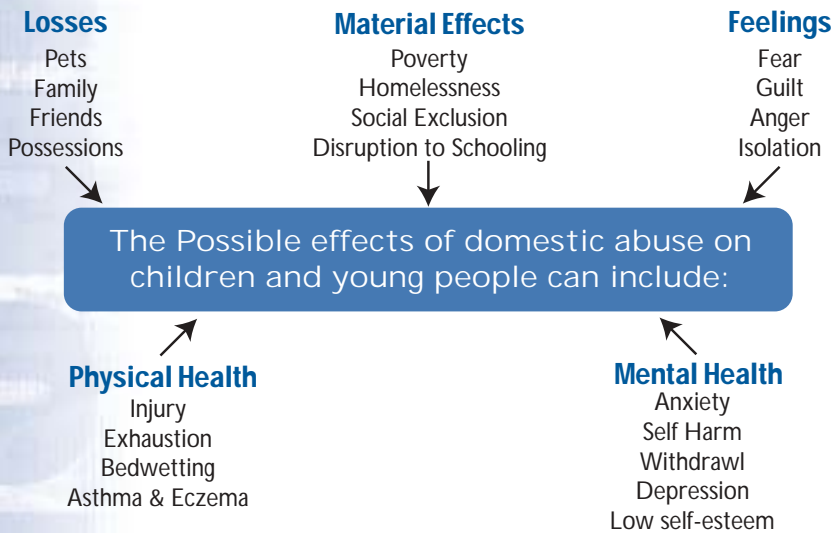 Losses
Pets
Family
Friends
Possessions
Material Effects
Poverty
Homelessness
Social Exclusion
Disruption to Schooling
Feelings
Fear
Guilt
Anger
Isolation
The Possible effects of domestic abuse on
children and young people can include:
Physical Health
Injury
Exhaustion
Bedwetting
Asthma & Eczema
Mental Health
Anxiety
Self Harm
Withdrawl
Depression
Low self-esteem